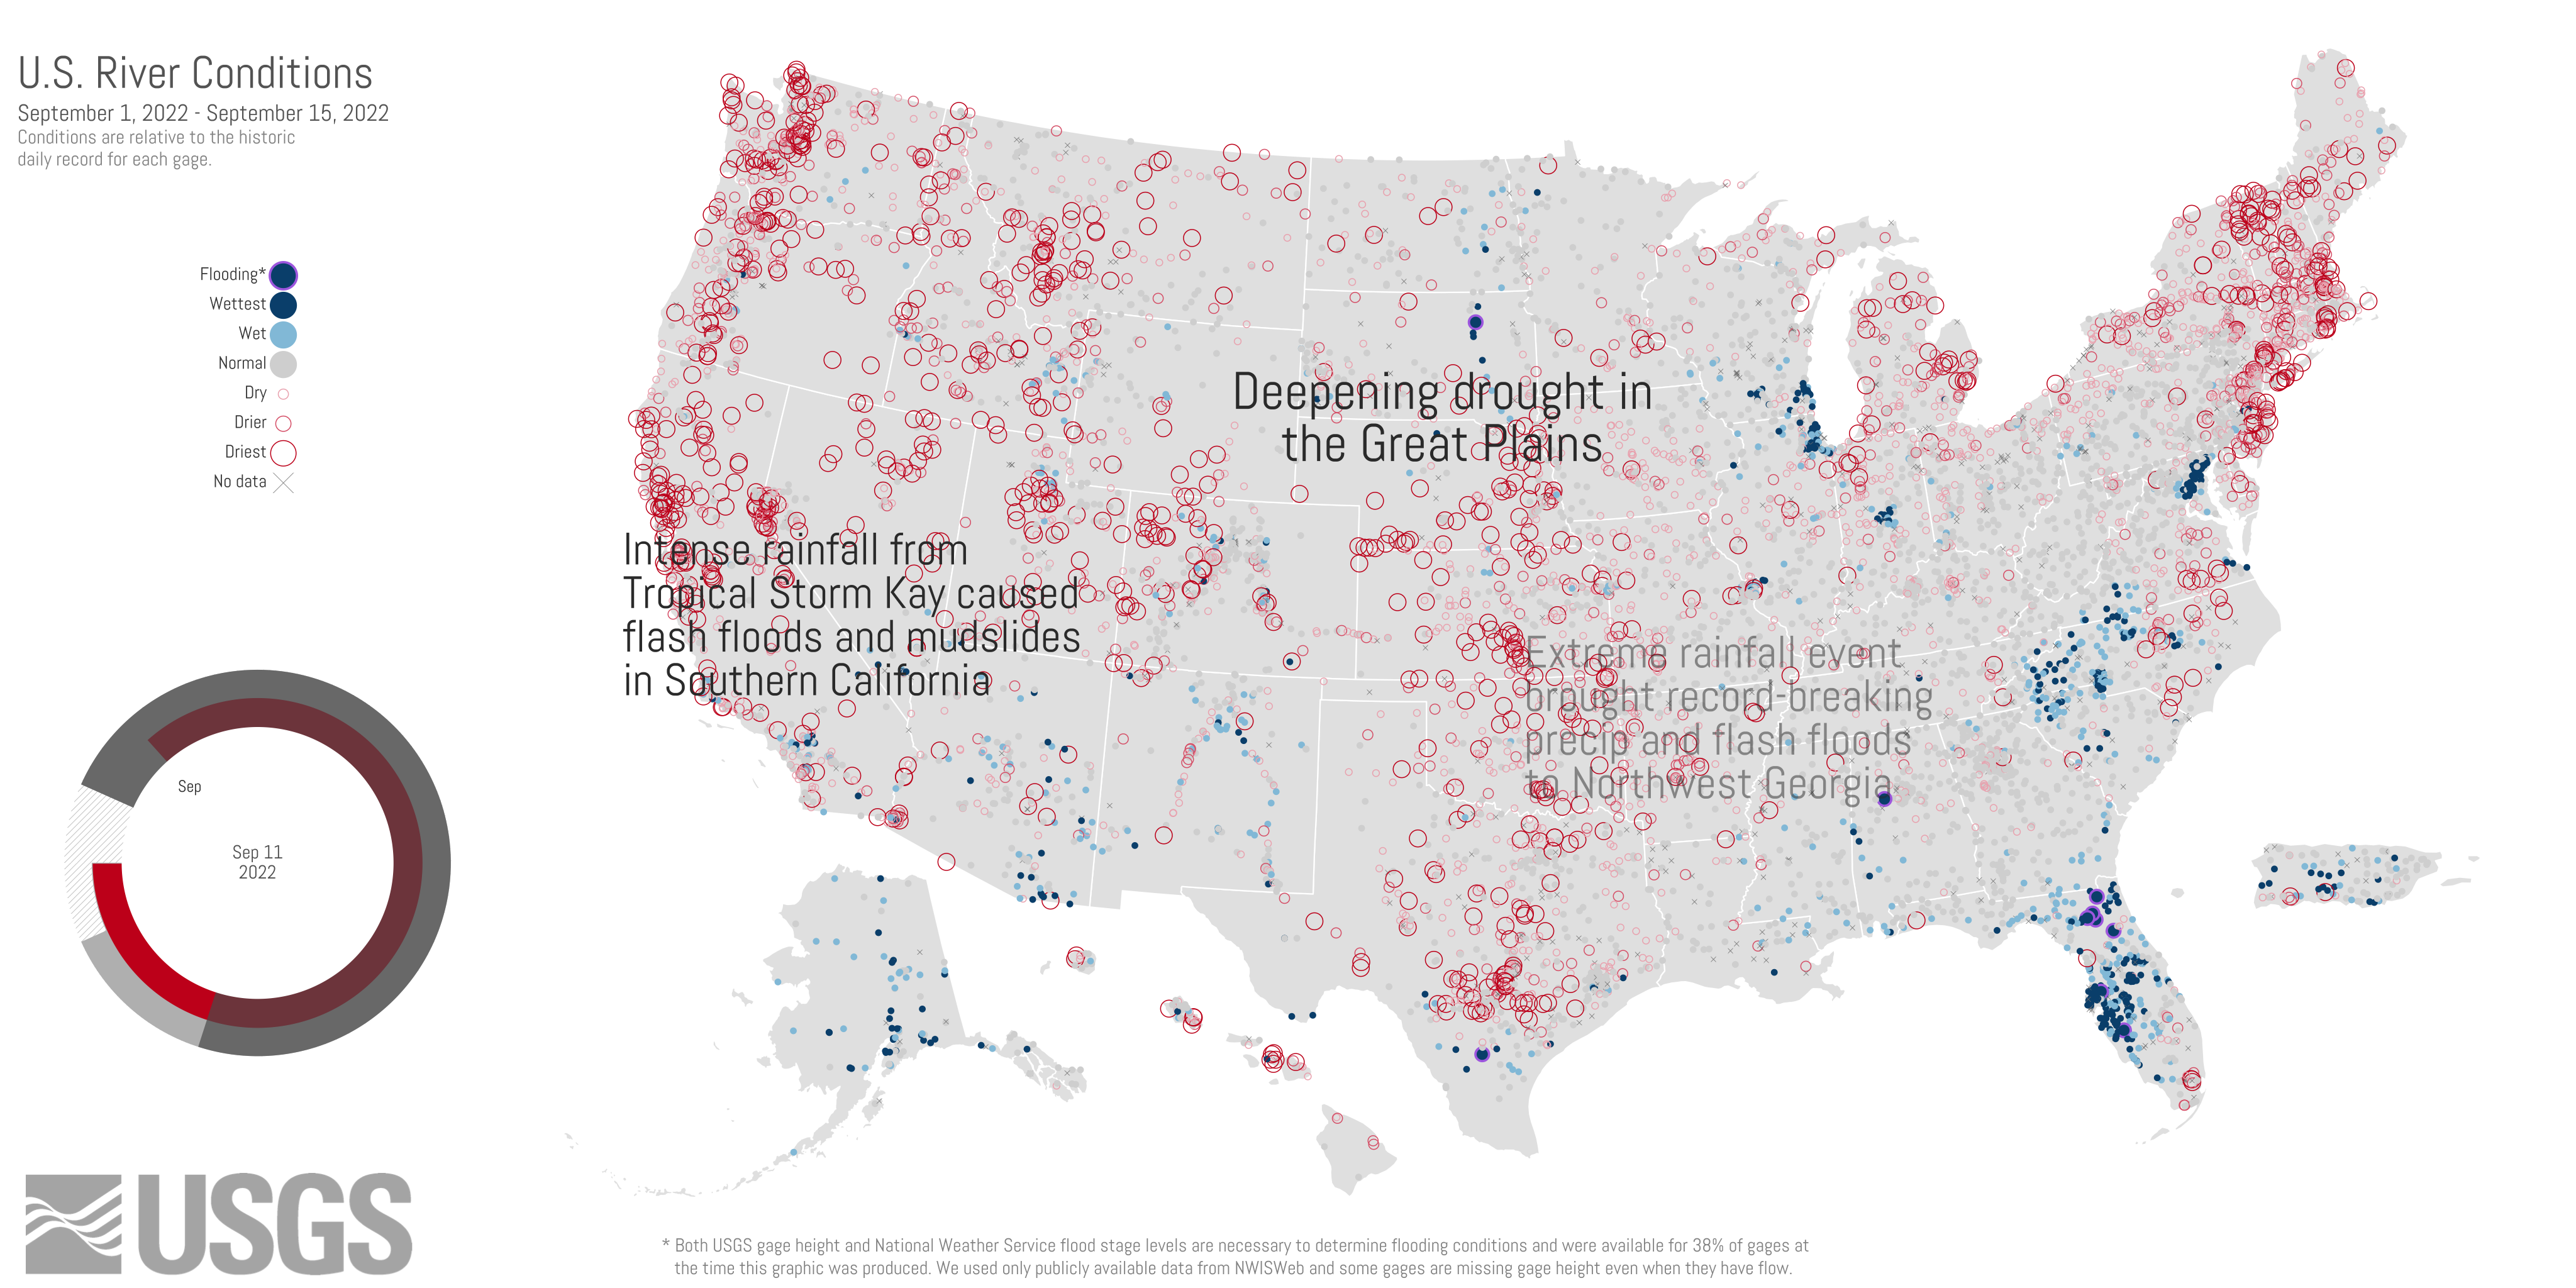 U.S. River Conditions
September 1, 2022 - September 15, 2022
Conditions are relative to the historic
daily record for each gage.
Flooding*
Wettest
Wet
Normal
Dry
Drier
Driest
No data
Deepening drought in
the Great Plains
Intense rainfall from
Tropical Storm Kay caused
flash floods and mudslides
in Southern California
Extreme rainfall event
brought record-breaking
precip and flash floods
to Northwest Georgia
Sep
Sep 11
2022
USGS
* Both USGS gage height and National Weather Service flood stage levels are necessary to determine flooding conditions and were available for 38% of gages at
the time this graphic was produced. We used only publicly available data from NWISWeb and some gages are missing gage height even when they have flow.